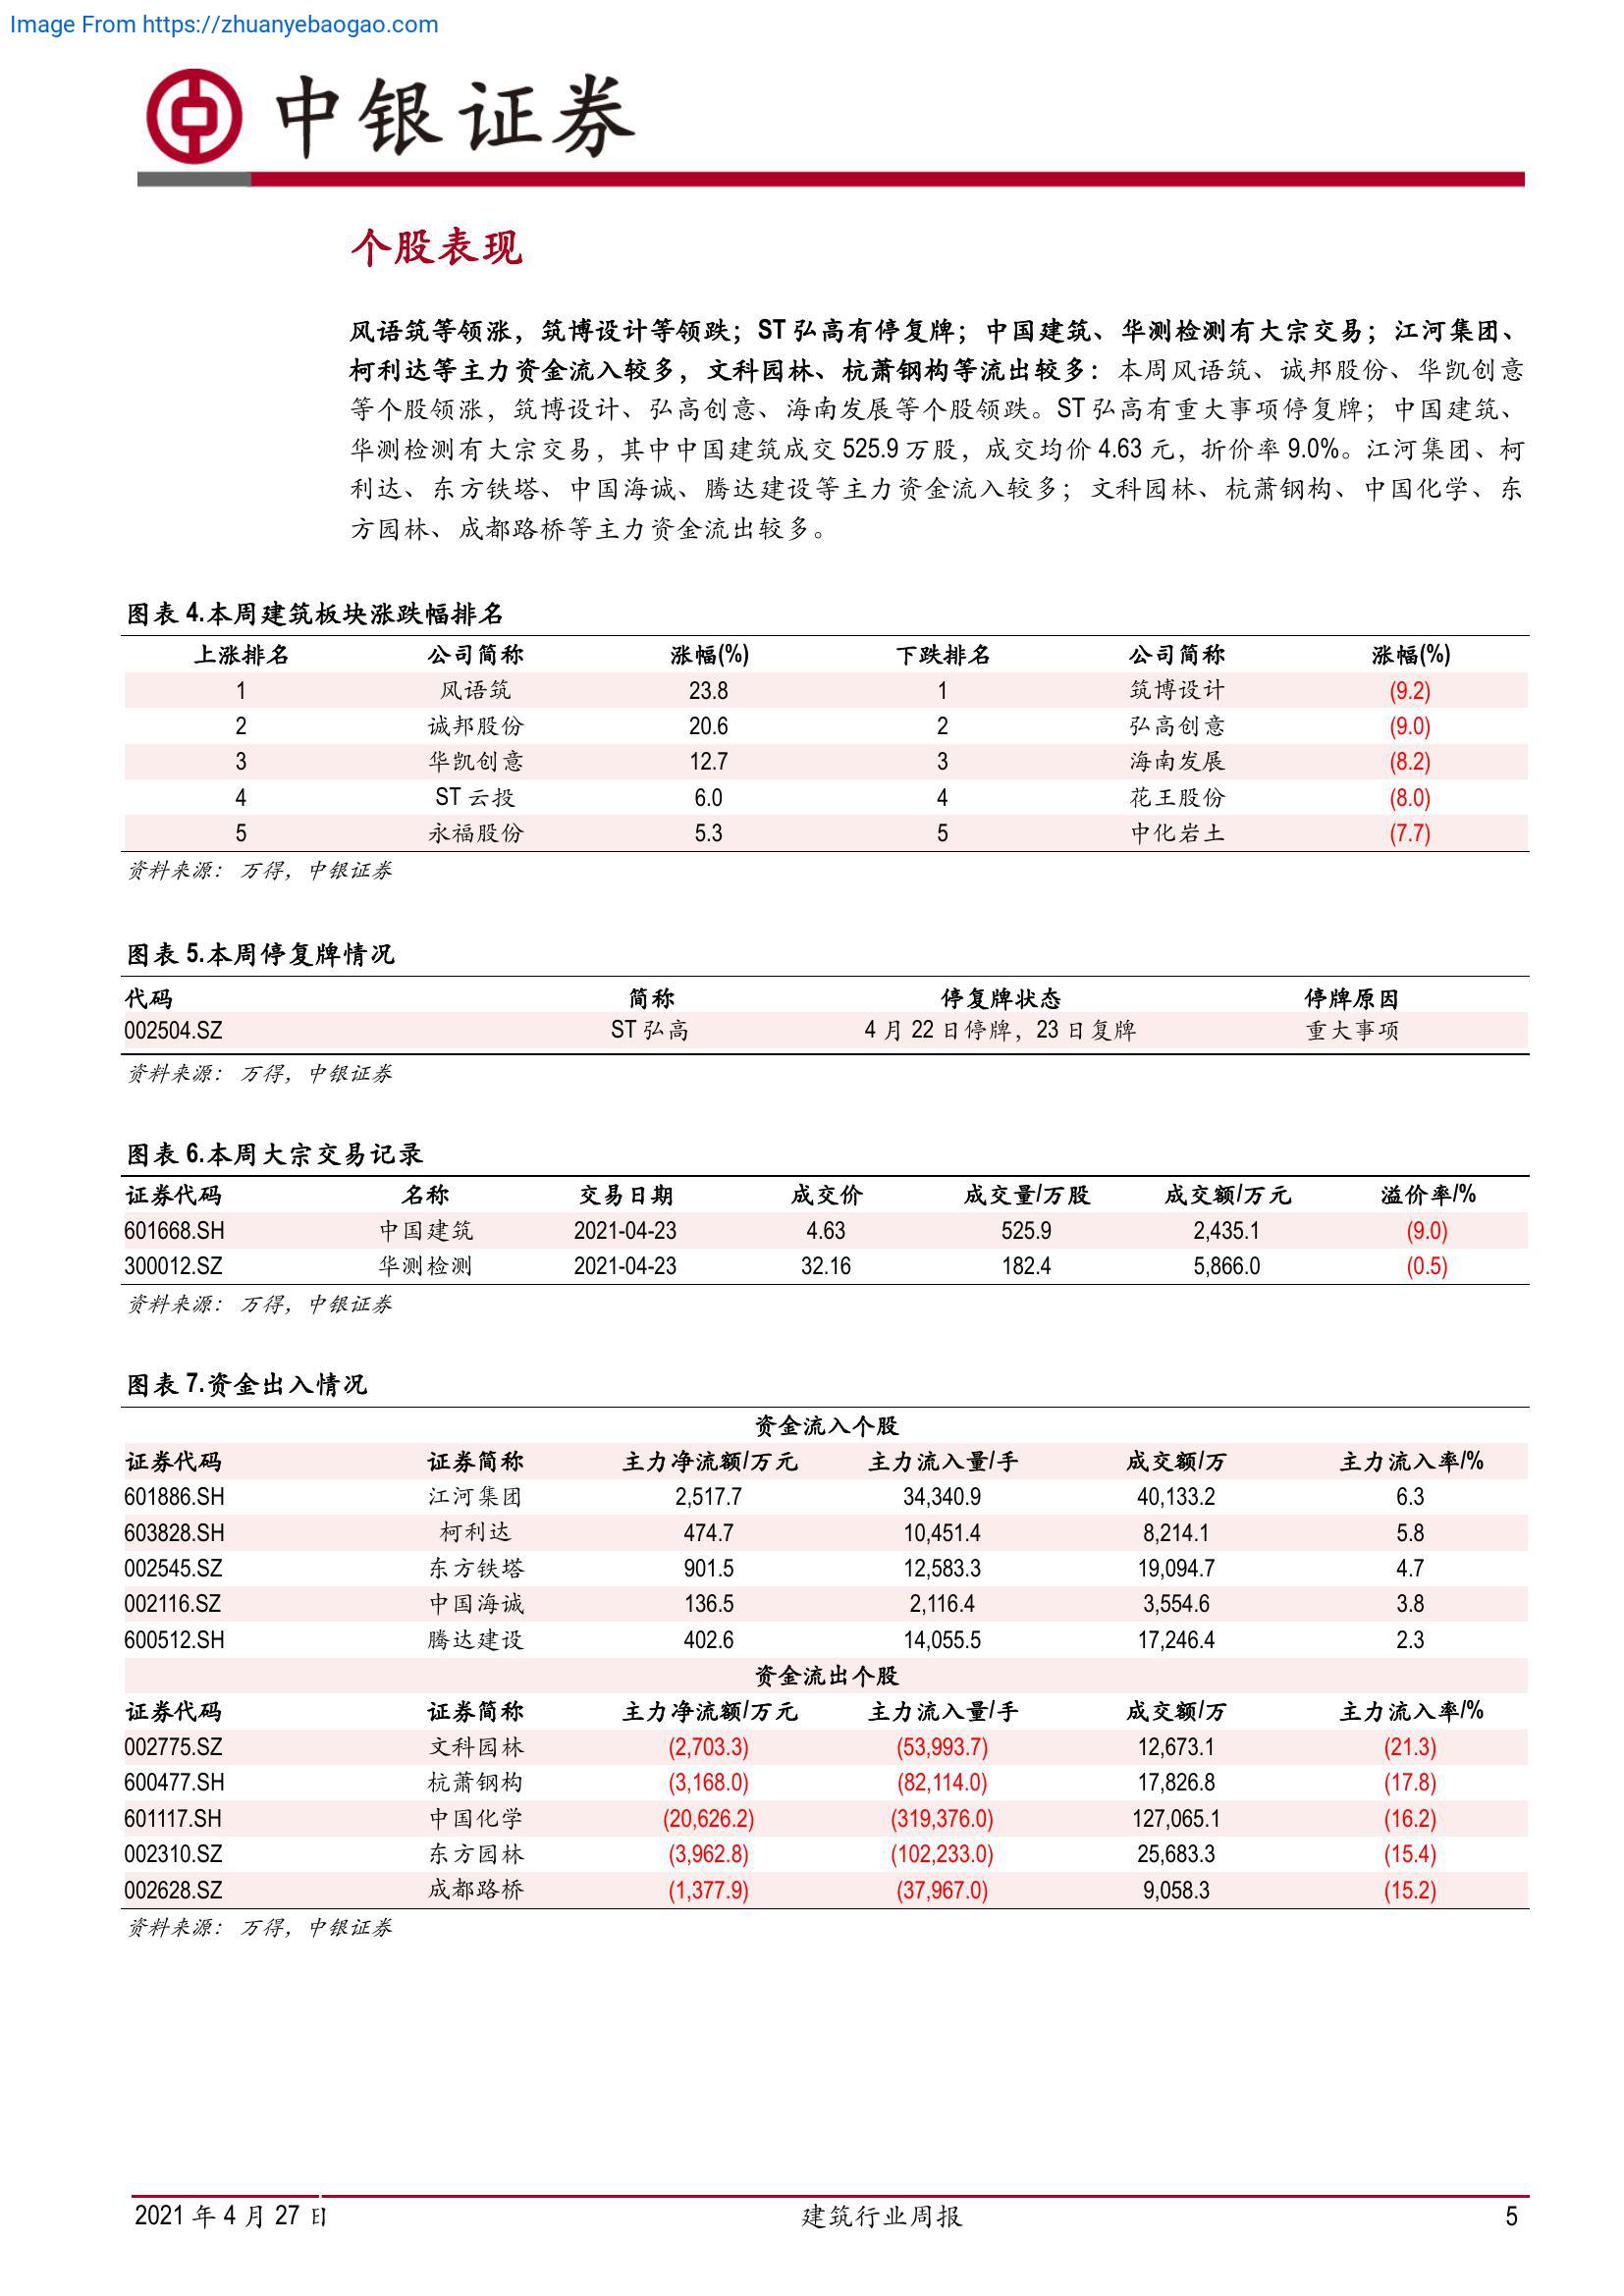 Image From https://zhuanyebaogao.com
中银证券
个股表现
风语筑等领涨，筑博设计等领跌；ST 弘高有停复牌；中国建筑、华测检测有大宗交易；江河集团、
柯利达等主力资金流入较多，文科园林、杭萧钢构等流出较多：本周风语筑、诚邦股份、华凯创意
等个股领涨，筑博设计、弘高创意、海南发展等个股领跌。ST 弘高有重大事项停复牌；中国建筑、
华测检测有大宗交易，其中中国建筑成交 525.9 万股，成交均价 4.63 元，折价率 9.0%。江河集团、柯
利达、东方铁塔、中国海诚、腾达建设等主力资金流入较多；文科园林、杭萧钢构、中国化学、东
方园林、成都路桥等主力资金流出较多。
图表 4.本周建筑板块涨跌幅排名
上涨排名 公司简称 涨幅(%) 下跌排名 公司简称 涨幅(%)
1 风语筑 23.8 1 筑博设计 (9.2)
2 诚邦股份 20.6 2 弘高创意 (9.0)
3 华凯创意 12.7 3 海南发展 (8.2)
4 ST 云投 6.0 4 花王股份 (8.0)
5 永福股份 5.3 5 中化岩土 (7.7)
资料来源：万得，中银证券
图表 5.本周停复牌情况
代码 简称 停复牌状态 停牌原因
002504.SZ ST 弘高 4 月 22 日停牌，23 日复牌 重大事项
资料来源：万得，中银证券
图表 6.本周大宗交易记录
证券代码 名称 交易日期 成交价 成交量/万股 成交额/万元 溢价率/%
601668.SH 中国建筑 2021-04-23 4.63 525.9 2,435.1 (9.0)
300012.SZ 华测检测 2021-04-23 32.16 182.4 5,866.0 (0.5)
资料来源：万得，中银证券
图表 7.资金出入情况
资金流入个股
证券代码 证券简称 主力净流额/万元 主力流入量/手 成交额/万 主力流入率/%
601886.SH 江河集团 2,517.7 34,340.9 40,133.2 6.3
603828.SH 柯利达 474.7 10,451.4 8,214.1 5.8
002545.SZ 东方铁塔 901.5 12,583.3 19,094.7 4.7
002116.SZ 中国海诚 136.5 2,116.4 3,554.6 3.8
600512.SH 腾达建设 402.6 14,055.5 17,246.4 2.3
资金流出个股
证券代码 证券简称 主力净流额/万元 主力流入量/手 成交额/万 主力流入率/%
002775.SZ 文科园林 (2,703.3) (53,993.7) 12,673.1 (21.3)
600477.SH 杭萧钢构 (3,168.0) (82,114.0) 17,826.8 (17.8)
601117.SH 中国化学 (20,626.2) (319,376.0) 127,065.1 (16.2)
002310.SZ 东方园林 (3,962.8) (102,233.0) 25,683.3 (15.4)
002628.SZ 成都路桥 (1,377.9) (37,967.0) 9,058.3 (15.2)
资料来源：万得，中银证券
2021 年 4 月 27 日 建筑行业周报 5